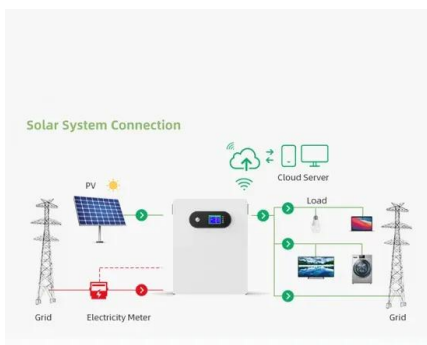 Solar System Connection
Cloud Server
PV
Load
Grid
Electricity Meter
Grid